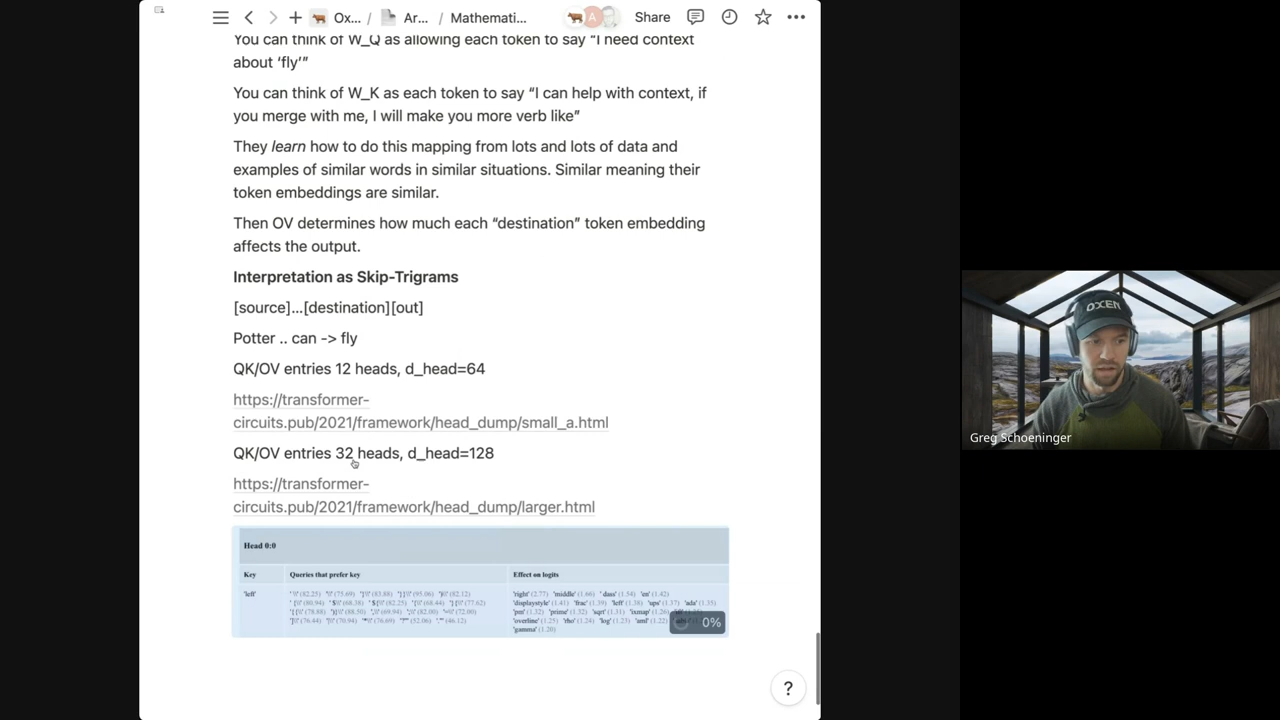 Ox... / Ar... / Mathemati... A Share
You can think of W_Q as allowing each token to say “I need context
about ‘fly’”
You can think of W_K as each token to say “I can help with context, if
you merge with me, I will make you more verb like”
They learn how to do this mapping from lots and lots of data and
examples of similar words in similar situations. Similar meaning their
token embeddings are similar.
Then OV determines how much each “destination” token embedding
affects the output.
Interpretation as Skip-Trigrams
[source]...[destination][out]
Potter .. can -> fly
QK/OV entries 12 heads, d_head=64
https://transformer-
circuits.pub/2021/framework/head_dump/small_a.html
QK/OV entries 32 heads, d_head=128
https://transformer-
circuits.pub/2021/framework/head_dump/larger.html
Head 0:0
Key Queries that prefer key Effect on logits
0%
?
OXEN
Greg Schoeninger